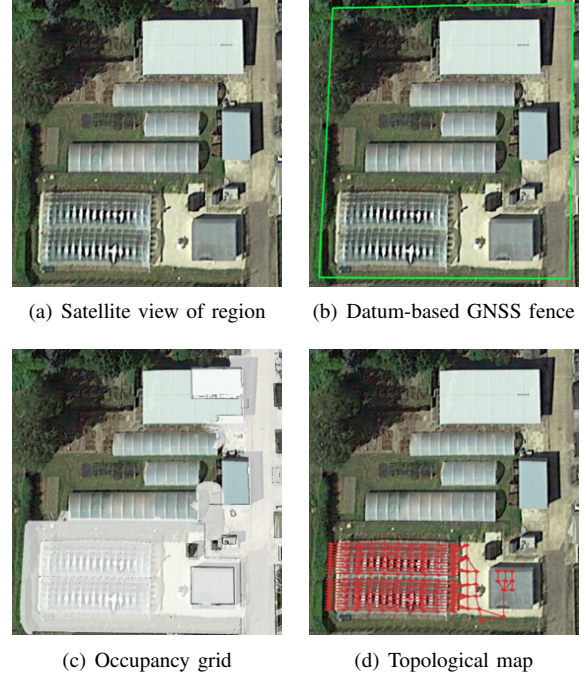 (a) Satellite view of region
(b) Datum-based GNSS fence
(c) Occupancy grid
(d) Topological map